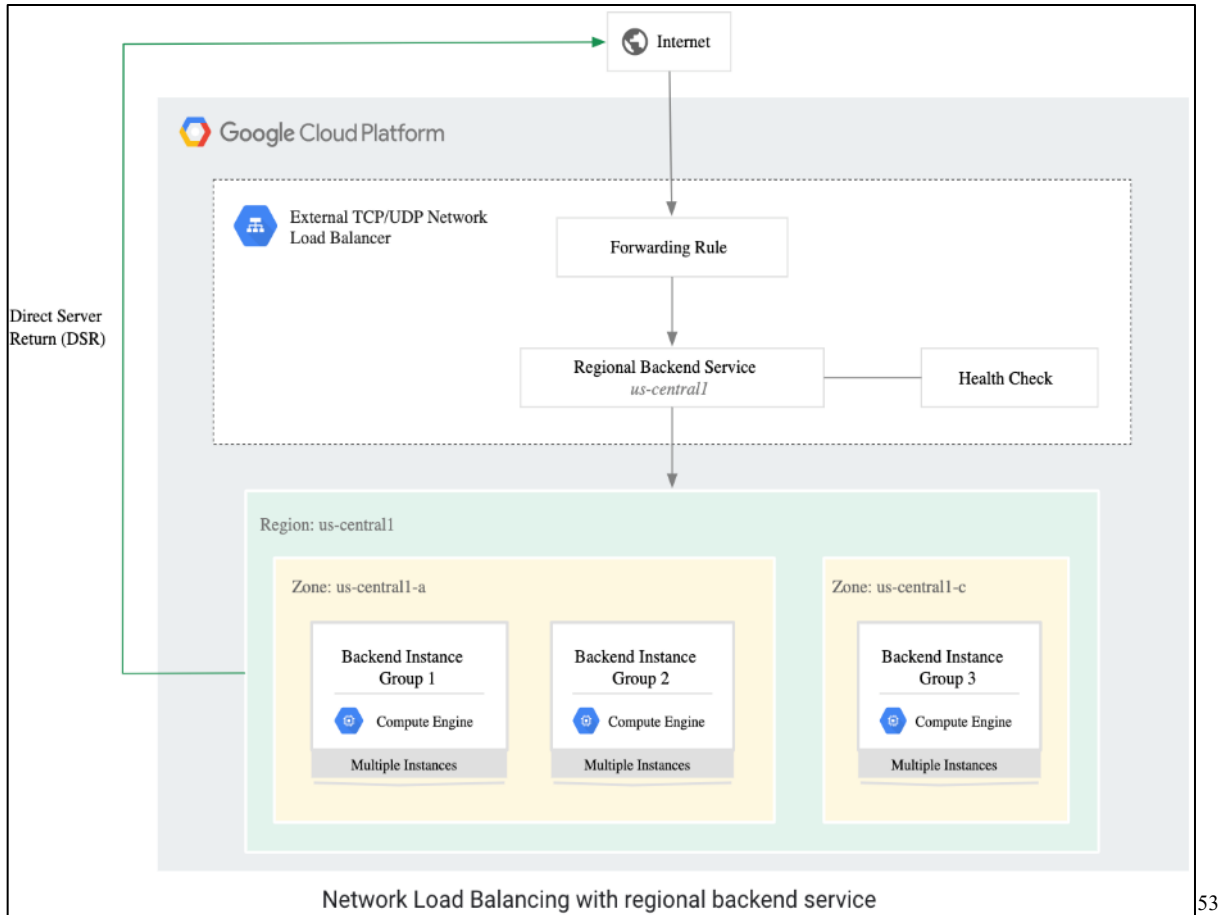 Internet
Google Cloud Platform
External TCP/UDP Network
Load Balancer
Forwarding Rule
Direct Server
Return (DSR)
Regional Backend Service
us-central1
Health Check
Region: us-central1
Zone: us-central1-a
Zone: us-central1-c
Backend Instance
Group 1
Compute Engine
Multiple Instances
Backend Instance
Group 2
Compute Engine
Multiple Instances
Backend Instance
Group 3
Compute Engine
Multiple Instances
Network Load Balancing with regional backend service
53